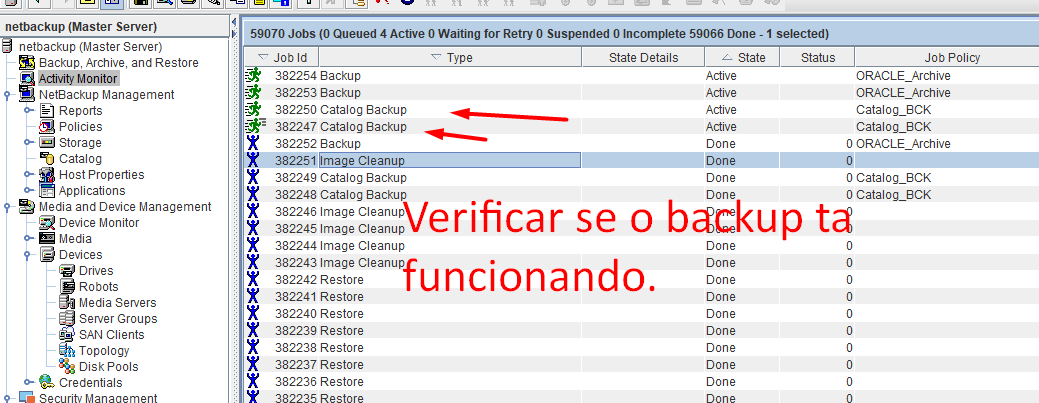 netbackup (Master Server)
netbackup (Master Server)
Backup, Archive, and Restore
Activity Monitor
NetBackup Management
Reports
Policies
Storage
Catalog
Host Properties
Applications
Media and Device Management
Device Monitor
Media
Devices
Drives
Robots
Media Servers
Server Groups
SAN Clients
Topology
Disk Pools
Credentials
Security Management
59070 Jobs (0 Queued 4 Active 0 Waiting for Retry 0 Suspended 0 Incomplete 59066 Done - 1 selected)
Job Id Type State Details State Status Job Policy
382254 Backup Active ORACLE_Archive
382253 Backup Active ORACLE_Archive
382250 Catalog Backup Active Catalog_BCK
382247 Catalog Backup Active Catalog_BCK
382252 Backup Done 0 ORACLE_Archive
382251 Image Cleanup Done 0
382249 Catalog Backup Done 0 Catalog_BCK
382248 Catalog Backup Done 0 Catalog_BCK
382246 Image Cleanup Done 0
382245 Image Cleanup Done 0
382244 Image Cleanup Done 0
382243 Image Cleanup Done 0
382242 Restore Done 0
382241 Restore Done 0
382240 Restore Done 0
382239 Restore Done 0
382238 Restore Done 0
382237 Restore Done 0
382236 Restore Done 0
382235 Restore Done 0
Verificar se o backup ta
funcionando.